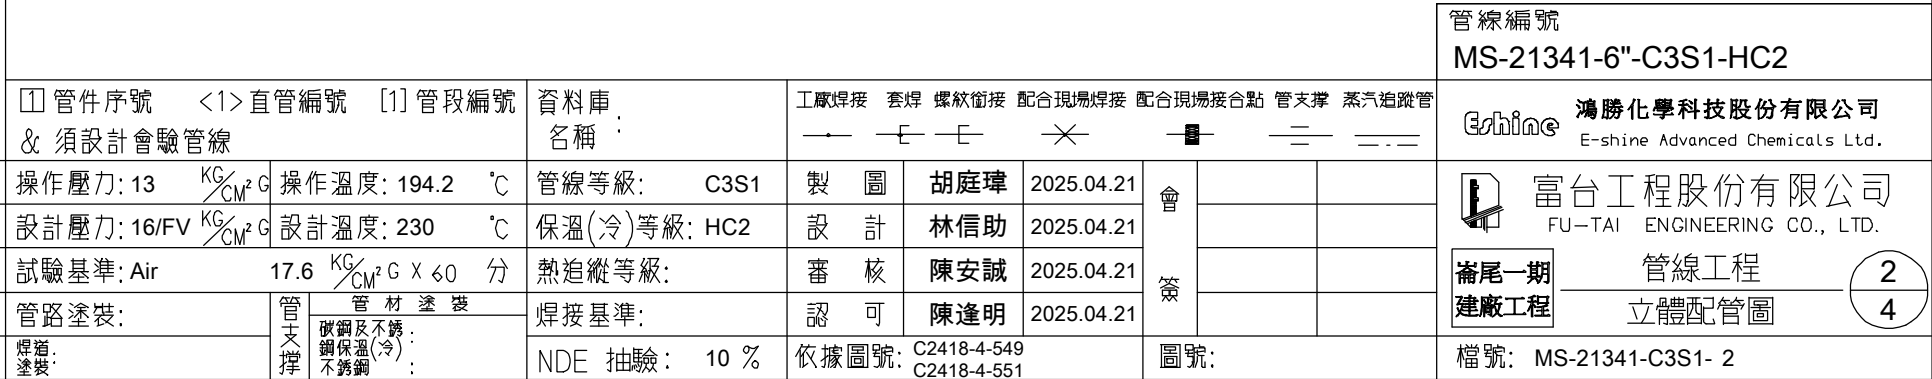 管線編號
MS-21341-6"-C3S1-HC2
1 管件序號 <1>直管編號 [1]管段編號
& 須設計會驗管線
資料庫
名稱 :
工廠焊接 套焊 螺紋銜接 配合現場焊接 配合現場接合點 管支撐 蒸汽追蹤管
Eshine 鴻勝化學科技股份有限公司
E-shine Advanced Chemicals Ltd.
操作壓力: 13 KG/CM² G 操作溫度: 194.2 °C 管線等級: C3S1 製圖 胡庭瑋 2025.04.21
設計壓力: 16/FV KG/CM² G 設計溫度: 230 °C 保溫(冷)等級: HC2 設計 林信助 2025.04.21
會簽
富台工程股份有限公司
FU-TAI ENGINEERING CO., LTD.
試驗基準: Air 17.6 KG/CM² G X 60 分 熱追縱等級: 審核 陳安誠 2025.04.21
管路塗裝: 管支撐 管材塗裝 焊接基準: 認可 陳逢明 2025.04.21
崙尾一期
建廠工程
管線工程
立體配管圖
2
4
焊道
塗裝:
碳鋼及不銹
鋼保溫(冷) :
不銹鋼 :
NDE 抽驗: 10 %
依據圖號: C2418-4-549
C2418-4-551
圖號:
檔號: MS-21341-C3S1- 2